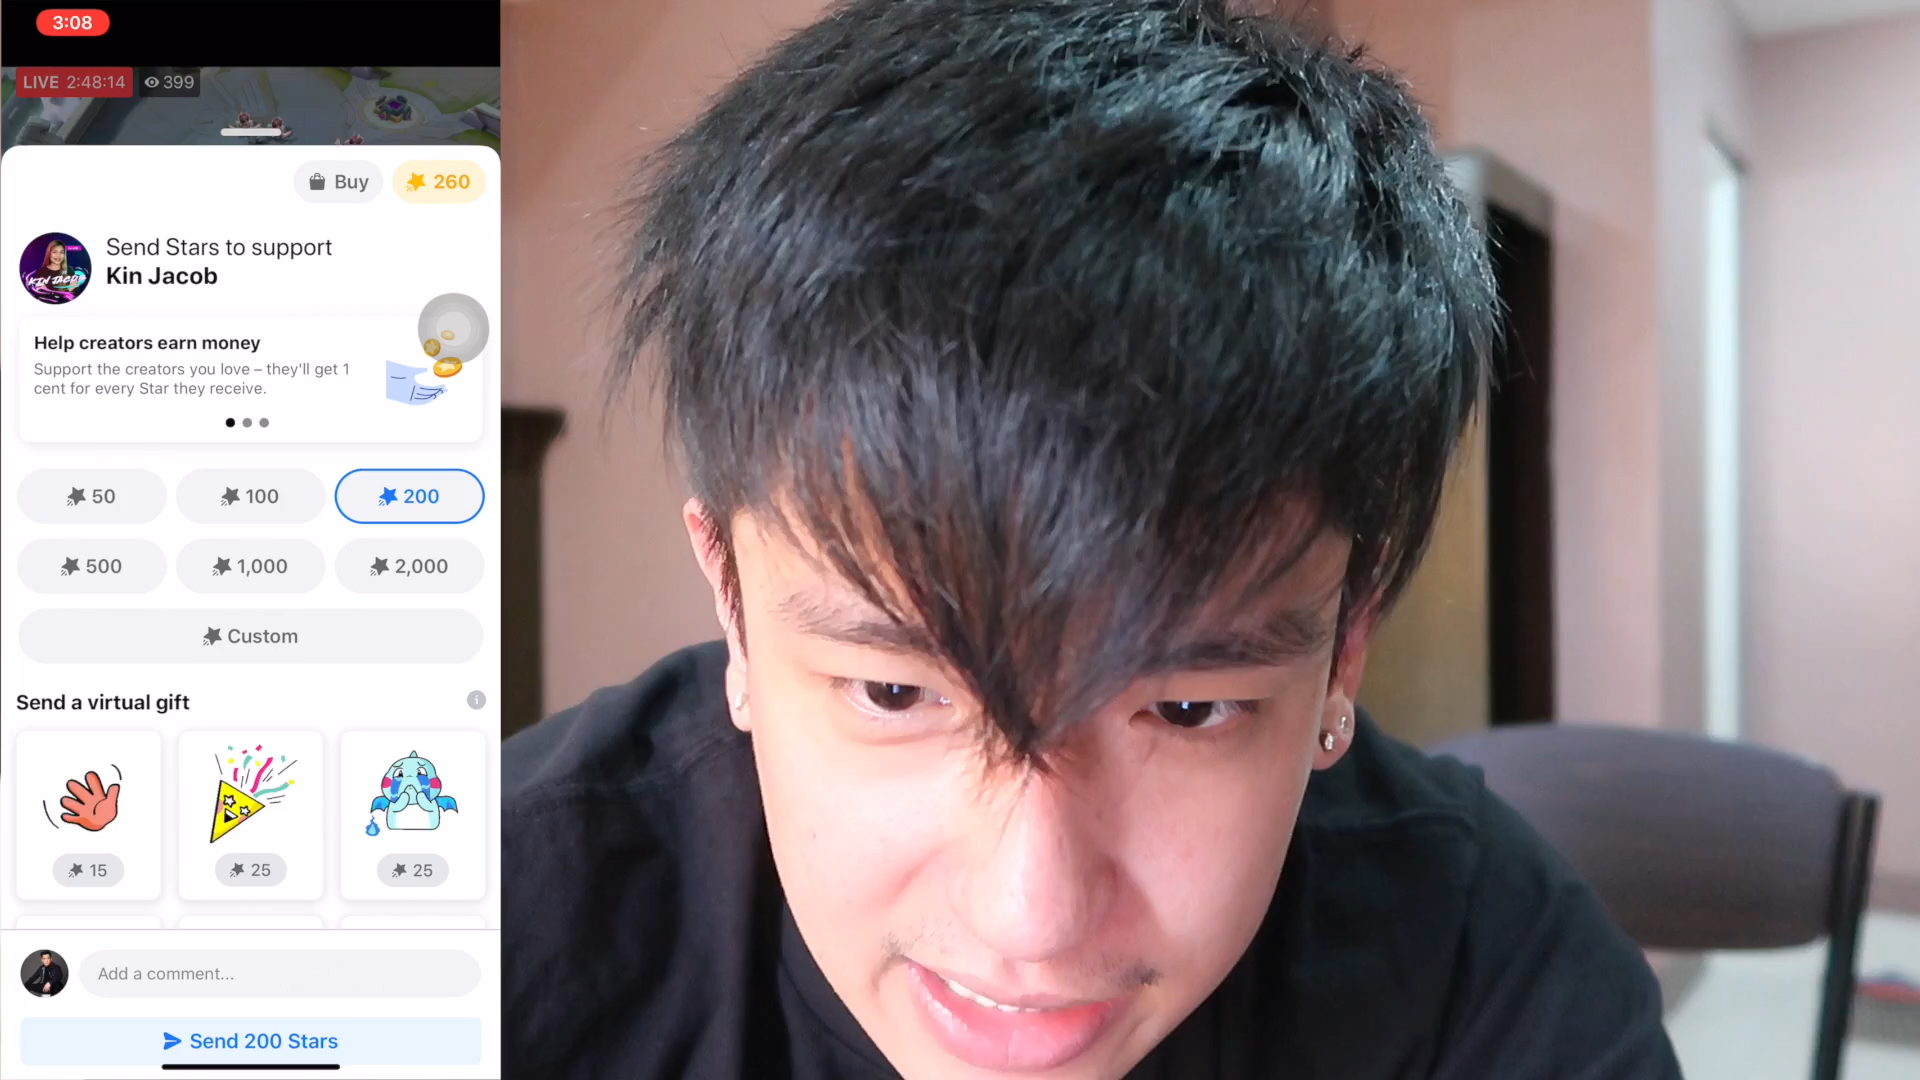 3:08
LIVE 2:48:14 399
Buy 260
Send Stars to support
Kin Jacob
KIN JACOB
Help creators earn money
Support the creators you love – they'll get 1
cent for every Star they receive.
50 100 200
500 1,000 2,000
Custom
Send a virtual gift
15 25 25
Add a comment...
Send 200 Stars